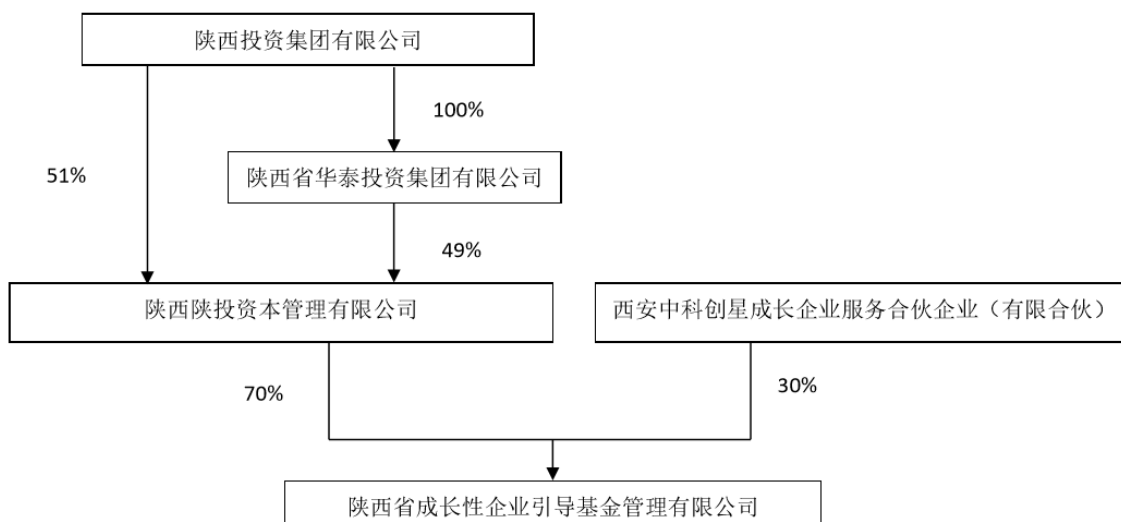 陕西投资集团有限公司
100%
51%
陕西省华泰投资集团有限公司
49%
陕西陕投资本管理有限公司
西安中科创星成长企业服务合伙企业（有限合伙）
70%
30%
陕西省成长性企业引导基金管理有限公司